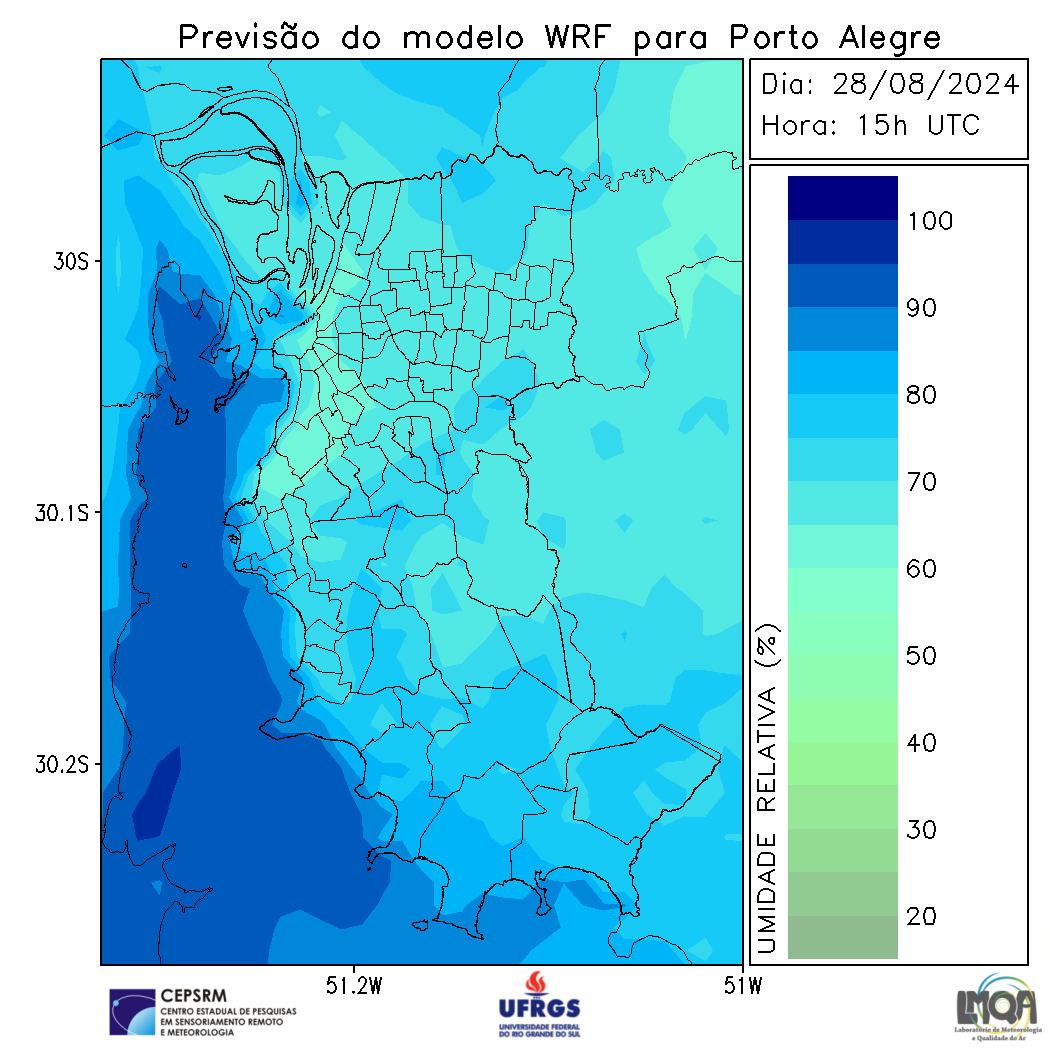 Previsão do modelo WRF para Porto Alegre
Dia: 28/08/2024
Hora: 15h UTC
30S
30.1S
30.2S
51.2W
51W
100
90
80
70
60
50
40
30
20
UMIDADE RELATIVA (%)
CEPSRM
CENTRO ESTADUAL DE PESQUISAS
EM SENSORIAMENTO REMOTO
E METEOROLOGIA
UFRGS
UNIVERSIDADE FEDERAL
DO RIO GRANDE DO SUL
LMQA
Laboratório de Meteorologia
e Qualidade do Ar